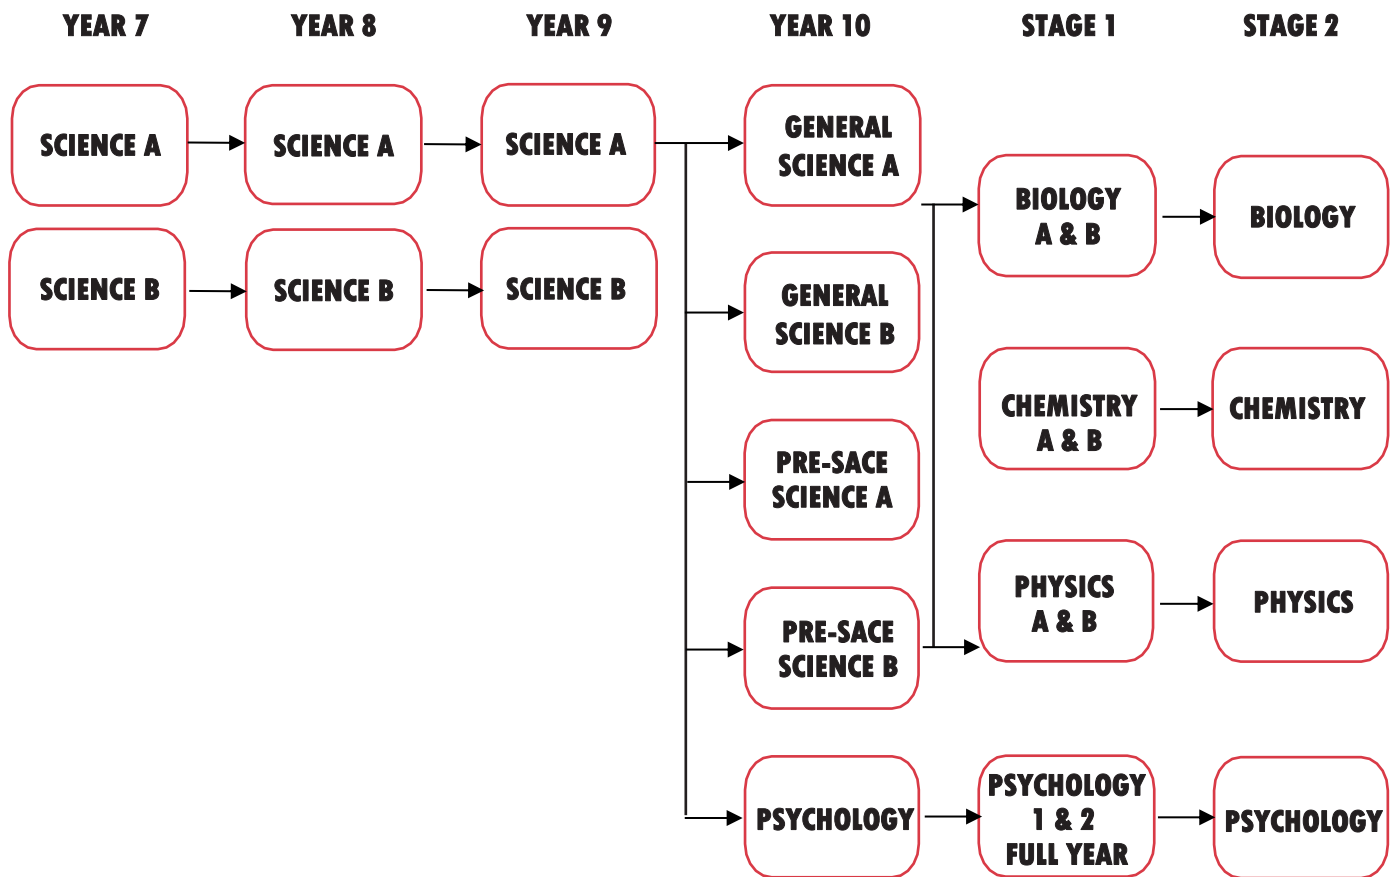 YEAR 7
YEAR 8
YEAR 9
YEAR 10
STAGE 1
STAGE 2
SCIENCE A
SCIENCE A
SCIENCE A
GENERAL
SCIENCE A
BIOLOGY
A & B
BIOLOGY
SCIENCE B
SCIENCE B
SCIENCE B
GENERAL
SCIENCE B
CHEMISTRY
A & B
CHEMISTRY
PRE-SACE
SCIENCE A
PHYSICS
A & B
PHYSICS
PRE-SACE
SCIENCE B
PSYCHOLOGY
PSYCHOLOGY
1 & 2
FULL YEAR
PSYCHOLOGY